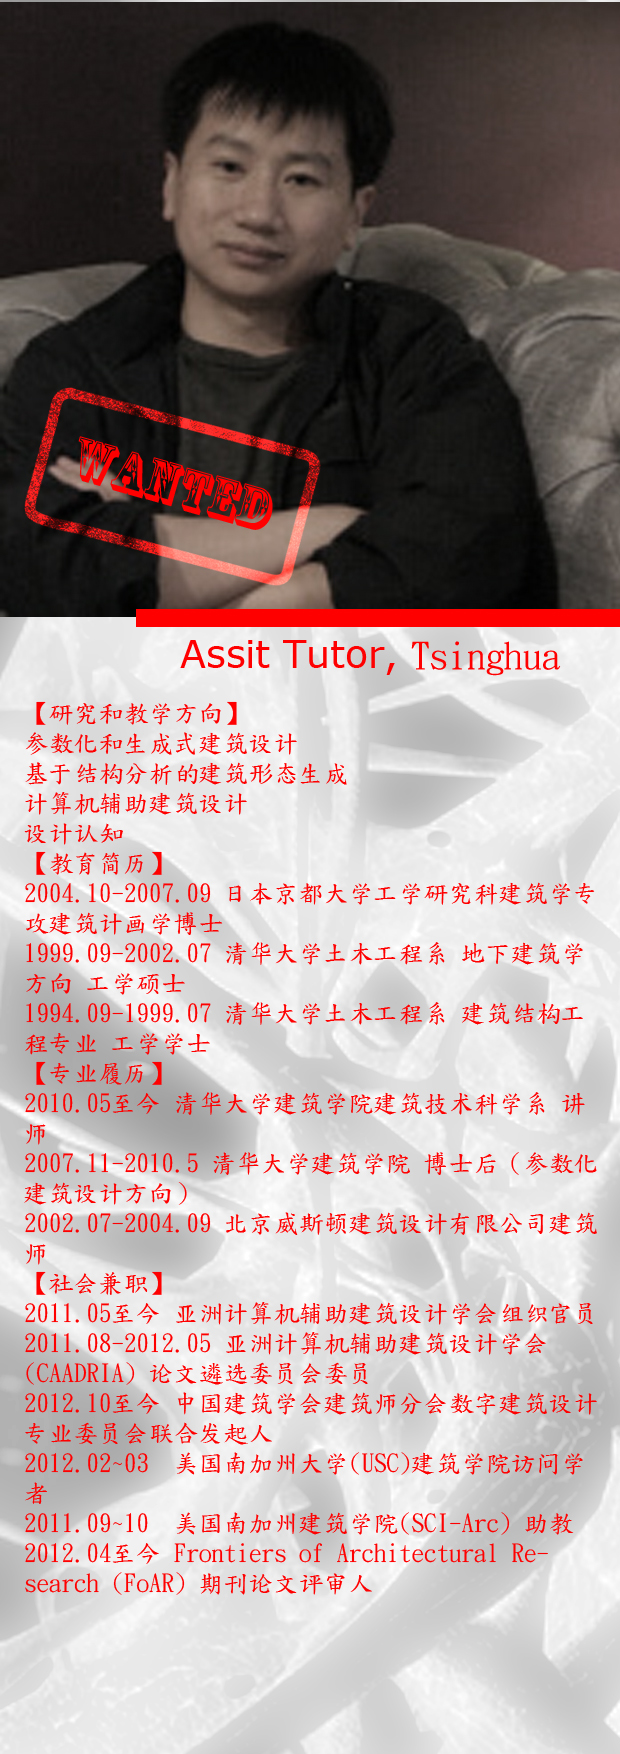 WANTED
Assit Tutor, Tsinghua
【研究和教学方向】
参数化和生成式建筑设计
基于结构分析的建筑形态生成
计算机辅助建筑设计
设计认知
【教育简历】
2004.10-2007.09 日本京都大学工学研究科建筑学专
攻建筑计画学博士
1999.09-2002.07 清华大学土木工程系 地下建筑学
方向 工学硕士
1994.09-1999.07 清华大学土木工程系 建筑结构工
程专业 工学学士
【专业履历】
2010.05至今 清华大学建筑学院建筑技术科学系 讲
师
2007.11-2010.5 清华大学建筑学院 博士后（参数化
建筑设计方向）
2002.07-2004.09 北京威斯顿建筑设计有限公司建筑
师
【社会兼职】
2011.05至今 亚洲计算机辅助建筑设计学会组织官员
2011.08-2012.05 亚洲计算机辅助建筑设计学会
(CAADRIA) 论文遴选委员会委员
2012.10至今 中国建筑学会建筑师分会数字建筑设计
专业委员会联合发起人
2012.02~03 美国南加州大学(USC)建筑学院访问学
者
2011.09~10 美国南加州建筑学院(SCI-Arc) 助教
2012.04至今 Frontiers of Architectural Re-
search (FoAR) 期刊论文评审人